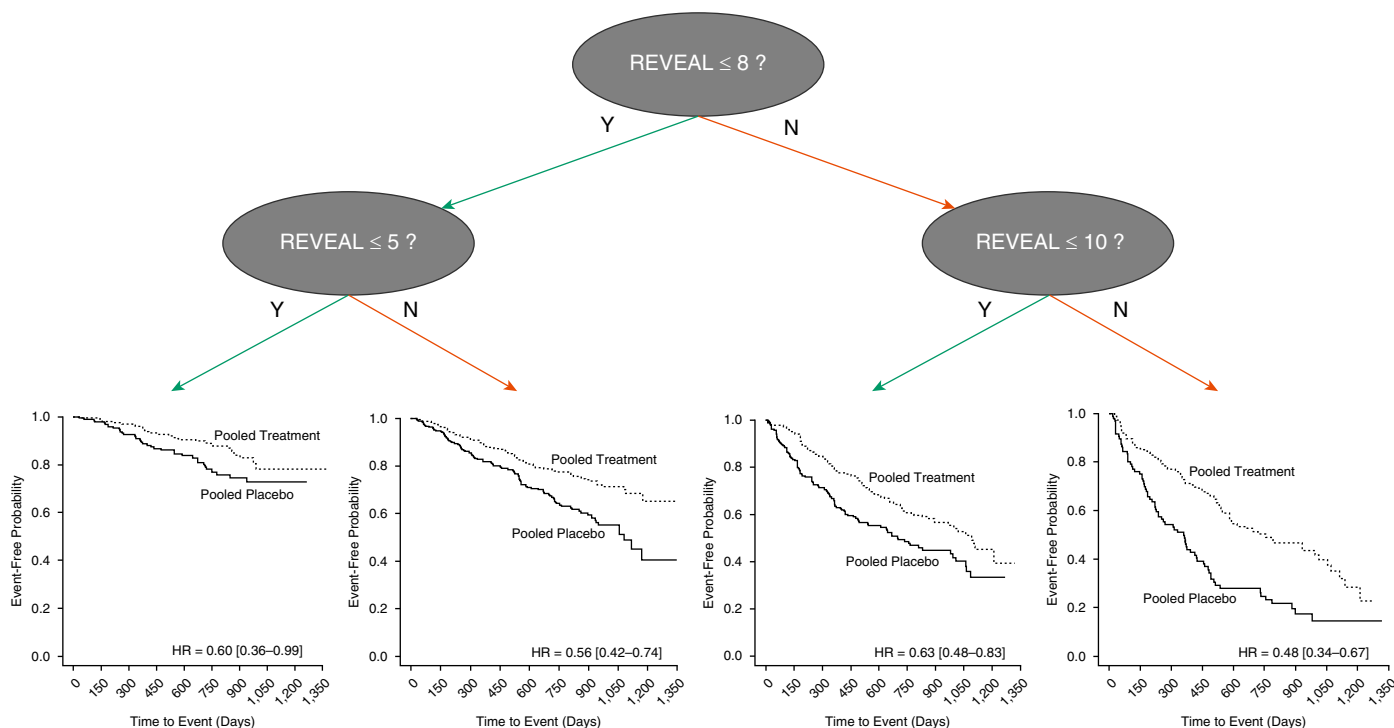 REVEAL ≤ 8 ?
Y
N
REVEAL ≤ 5 ?
REVEAL ≤ 10 ?
Y
N
Y
N
Event-Free Probability
1.0
0.8
0.6
0.4
0.2
0.0
Pooled Treatment
Pooled Placebo
HR = 0.60 [0.36–0.99]
0 150 300 450 600 750 900 1,050 1,200 1,350
Time to Event (Days)
Event-Free Probability
1.0
0.8
0.6
0.4
0.2
0.0
Pooled Treatment
Pooled Placebo
HR = 0.56 [0.42–0.74]
0 150 300 450 600 750 900 1,050 1,200 1,350
Time to Event (Days)
Event-Free Probability
1.0
0.8
0.6
0.4
0.2
0.0
Pooled Treatment
Pooled Placebo
HR = 0.63 [0.48–0.83]
0 150 300 450 600 750 900 1,050 1,200 1,350
Time to Event (Days)
Event-Free Probability
1.0
0.8
0.6
0.4
0.2
0.0
Pooled Treatment
Pooled Placebo
HR = 0.48 [0.34–0.67]
0 150 300 450 600 750 900 1,050 1,200 1,350
Time to Event (Days)